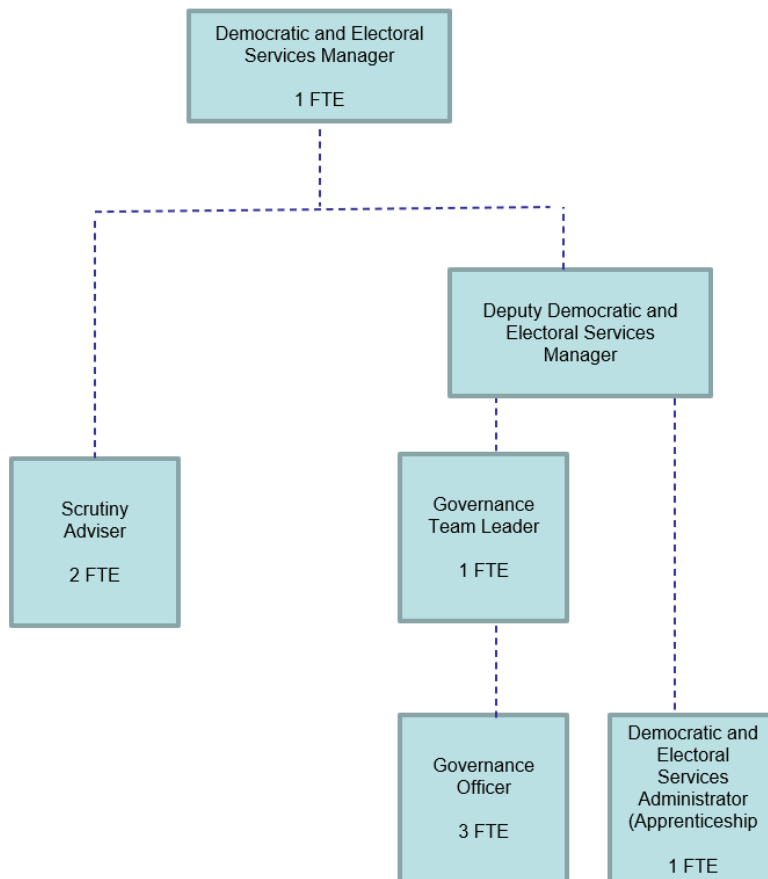 Democratic and Electoral
Services Manager
1 FTE
Deputy Democratic and
Electoral Services
Manager
Scrutiny
Adviser
2 FTE
Governance
Team Leader
1 FTE
Governance
Officer
3 FTE
Democratic and
Electoral
Services
Administrator
(Apprenticeship
1 FTE